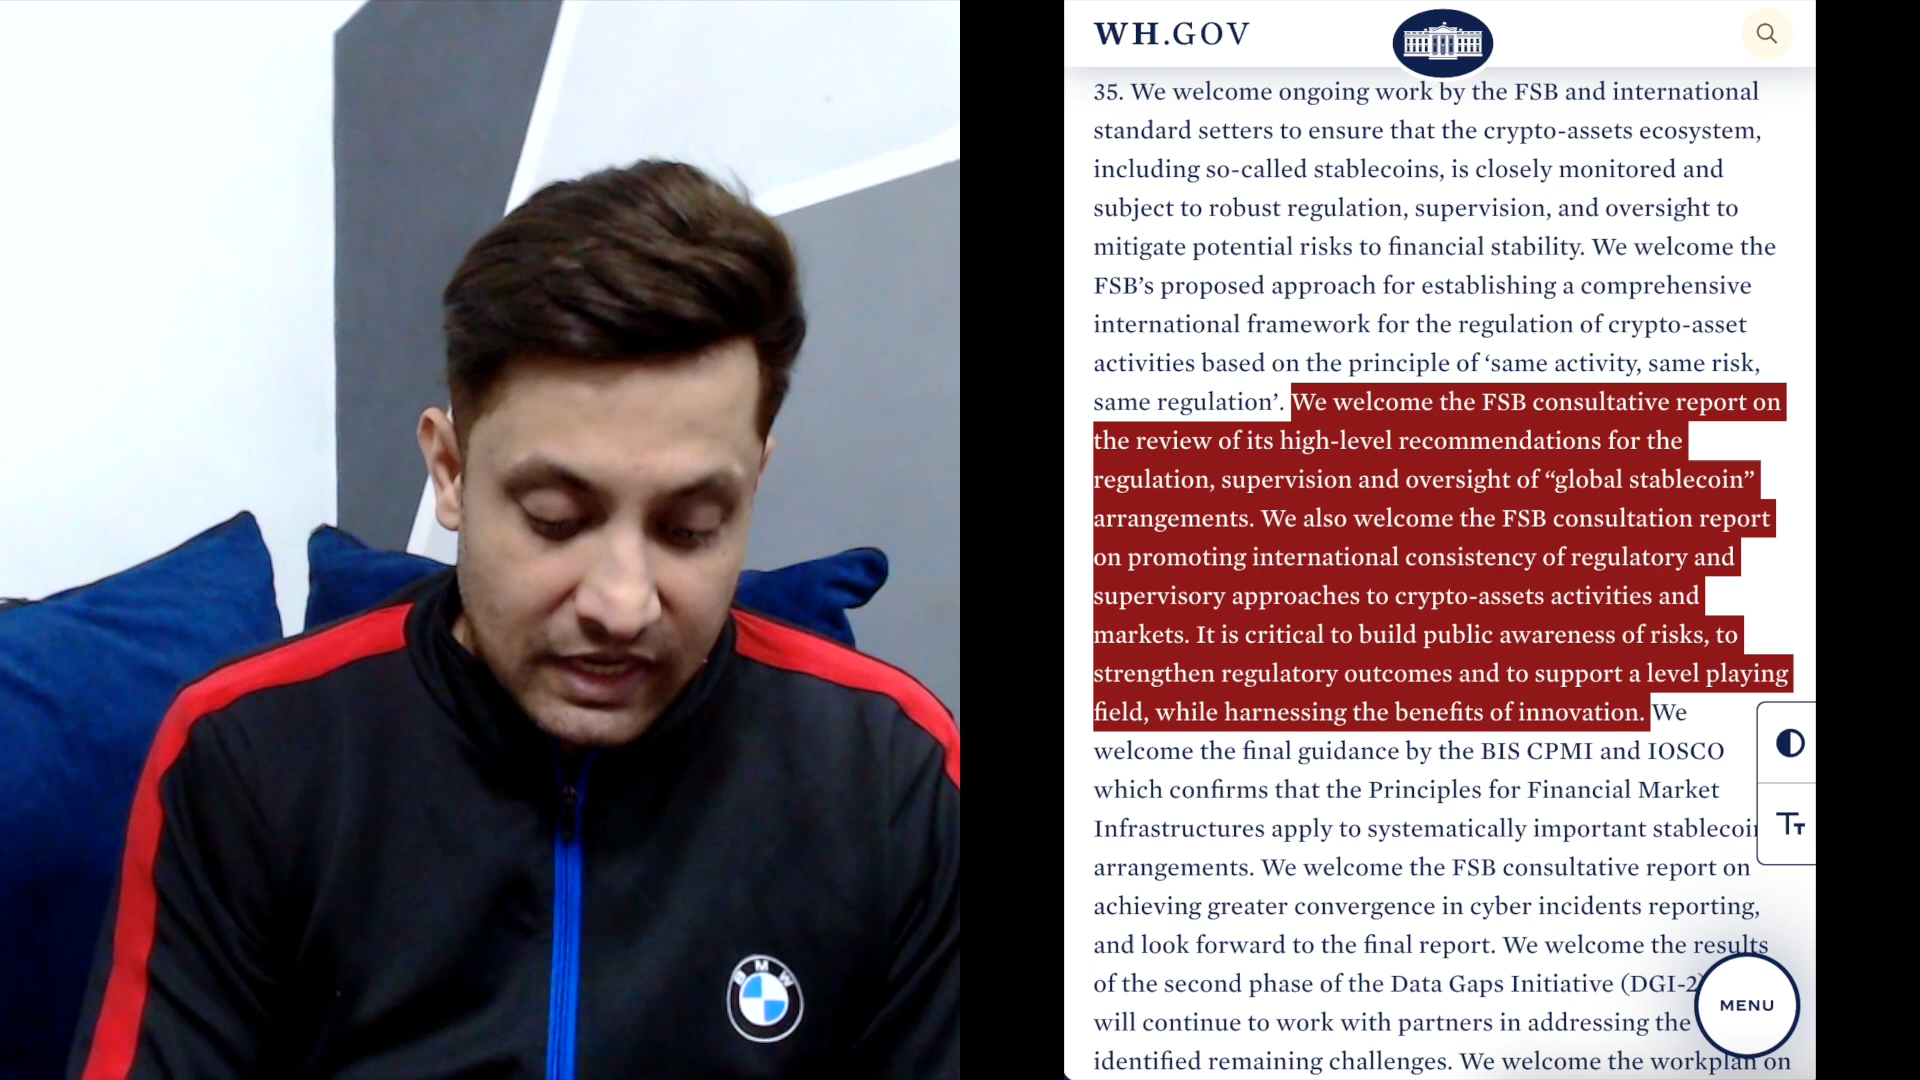 BMW
WH.GOV
35. We welcome ongoing work by the FSB and international
standard setters to ensure that the crypto-assets ecosystem,
including so-called stablecoins, is closely monitored and
subject to robust regulation, supervision, and oversight to
mitigate potential risks to financial stability. We welcome the
FSB’s proposed approach for establishing a comprehensive
international framework for the regulation of crypto-asset
activities based on the principle of ‘same activity, same risk,
same regulation’. We welcome the FSB consultative report on
the review of its high-level recommendations for the
regulation, supervision and oversight of “global stablecoin”
arrangements. We also welcome the FSB consultation report
on promoting international consistency of regulatory and
supervisory approaches to crypto-assets activities and
markets. It is critical to build public awareness of risks, to
strengthen regulatory outcomes and to support a level playing
field, while harnessing the benefits of innovation. We
welcome the final guidance by the BIS CPMI and IOSCO
which confirms that the Principles for Financial Market
Infrastructures apply to systematically important stablecoin
arrangements. We welcome the FSB consultative report on
achieving greater convergence in cyber incidents reporting,
and look forward to the final report. We welcome the results
of the second phase of the Data Gaps Initiative (DGI-2)
will continue to work with partners in addressing the
identified remaining challenges. We welcome the workplan on
TT
MENU